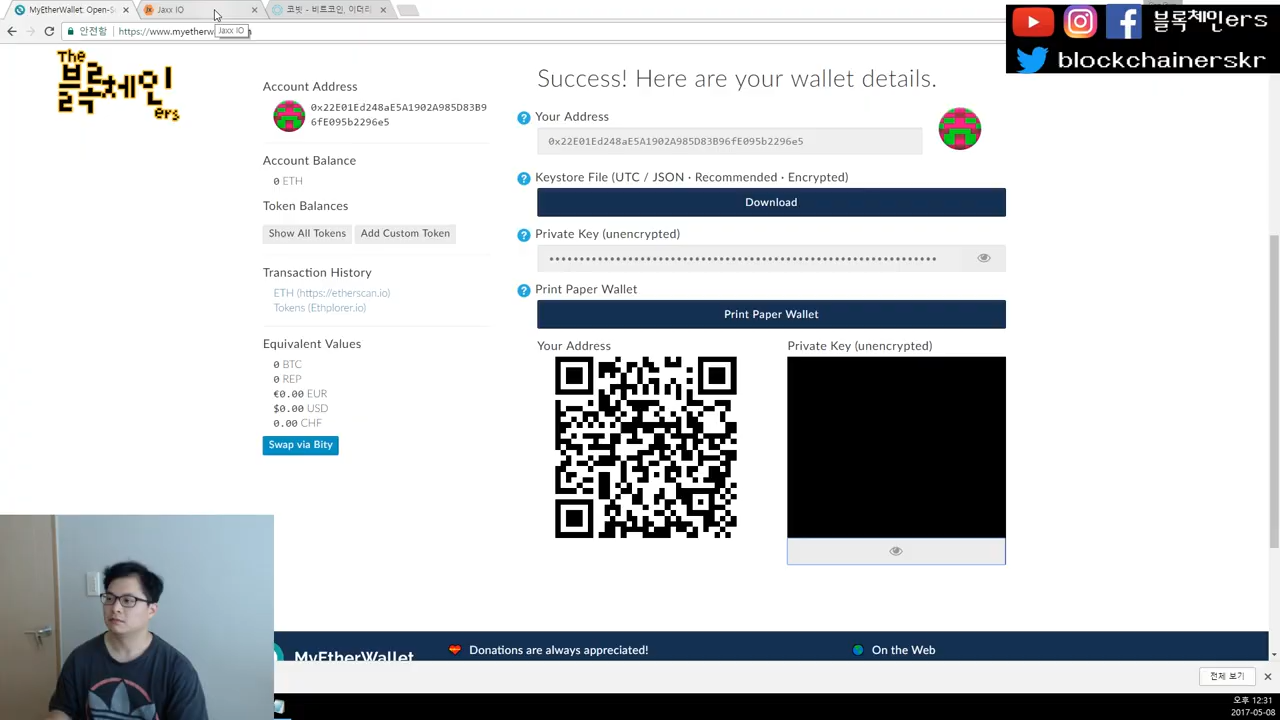 MyEtherWallet: Open-S
Jaxx IO
코빗 - 비트코인, 이더리
안전함
https://www.myetherw
Jaxx IO
블록체인ers
blockchainerskr
The
블록체인
ers
Success! Here are your wallet details.
Account Address
0x22E01Ed248aE5A1902A985D83B9
6fE095b2296e5
Account Balance
0 ETH
Token Balances
Show All Tokens
Add Custom Token
Transaction History
ETH (https://etherscan.io)
Tokens (Ethplorer.io)
Equivalent Values
0 BTC
0 REP
€0.00 EUR
$0.00 USD
0.00 CHF
Swap via Bity
Your Address
0x22E01Ed248aE5A1902A985D83B96fE095b2296e5
Keystore File (UTC / JSON · Recommended · Encrypted)
Download
Private Key (unencrypted)
Print Paper Wallet
Print Paper Wallet
Your Address
Private Key (unencrypted)
MyEtherWallet
Donations are always appreciated!
On the Web
전체 보기
오후 12:31
2017-05-08